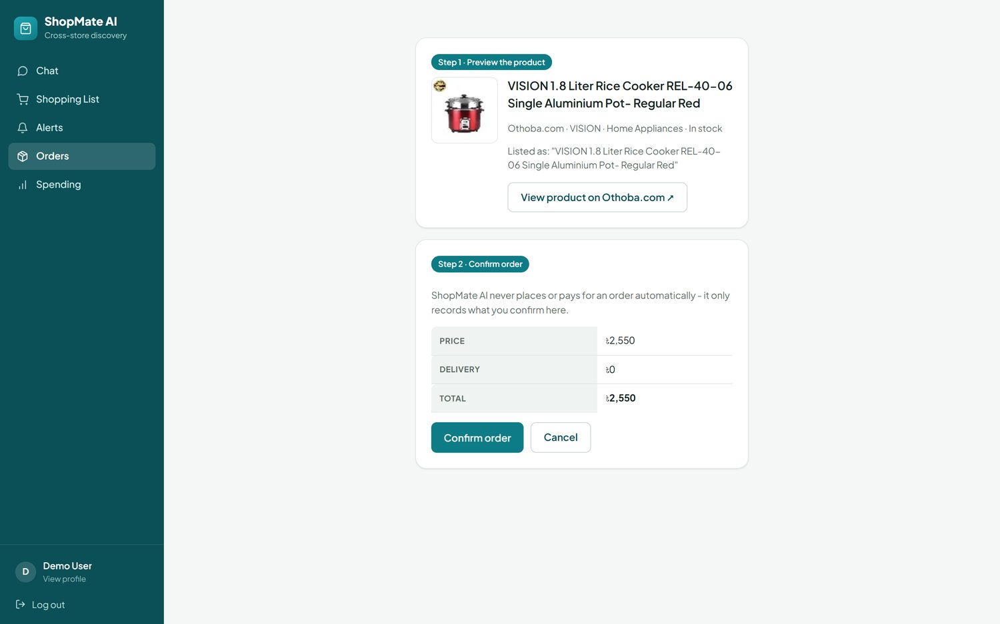 ShopMate AI
Cross-store discovery
Chat
Shopping List
Alerts
Orders
Spending
Demo User
D
View profile
Log out
Step 1 · Preview the product
VISION 1.8 Liter Rice Cooker REL-40-06
Single Aluminium Pot- Regular Red
Othoba.com · VISION · Home Appliances · In stock
Listed as: "VISION 1.8 Liter Rice Cooker REL-40-
06 Single Aluminium Pot- Regular Red"
View product on Othoba.com ↗
Step 2 · Confirm order
ShopMate AI never places or pays for an order automatically - it only
records what you confirm here.
PRICE ৳2,550
DELIVERY ৳0
TOTAL ৳2,550
Confirm order
Cancel